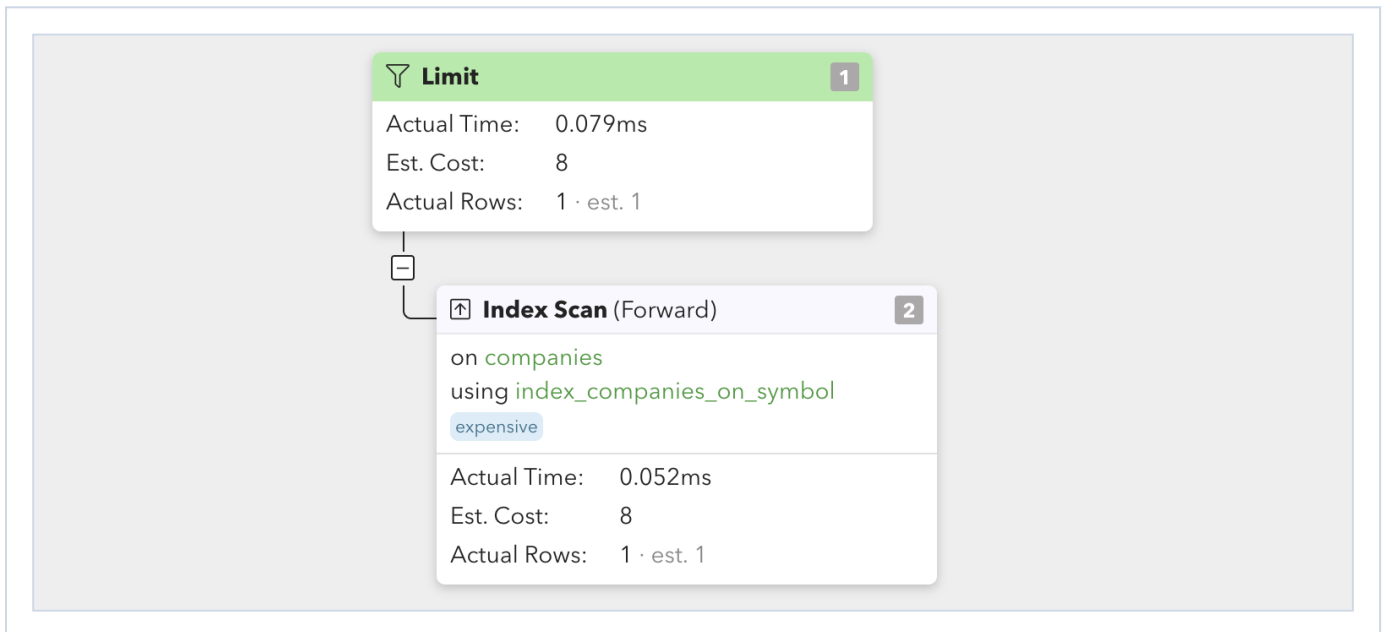 Limit 1
Actual Time: 0.079ms
Est. Cost: 8
Actual Rows: 1 · est. 1
Index Scan (Forward) 2
on companies
using index_companies_on_symbol
expensive
Actual Time: 0.052ms
Est. Cost: 8
Actual Rows: 1 · est. 1